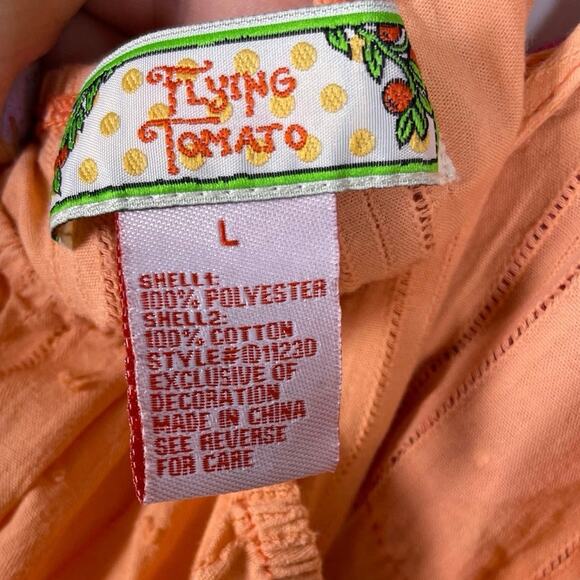 FLYING
TOMATO
L
SHELL1:
100% POLYESTER
SHELL2:
100% COTTON
STYLE#:@11230
EXCLUSIVE OF
DECORATION
MADE IN CHINA
SEE REVERSE
FOR CARE